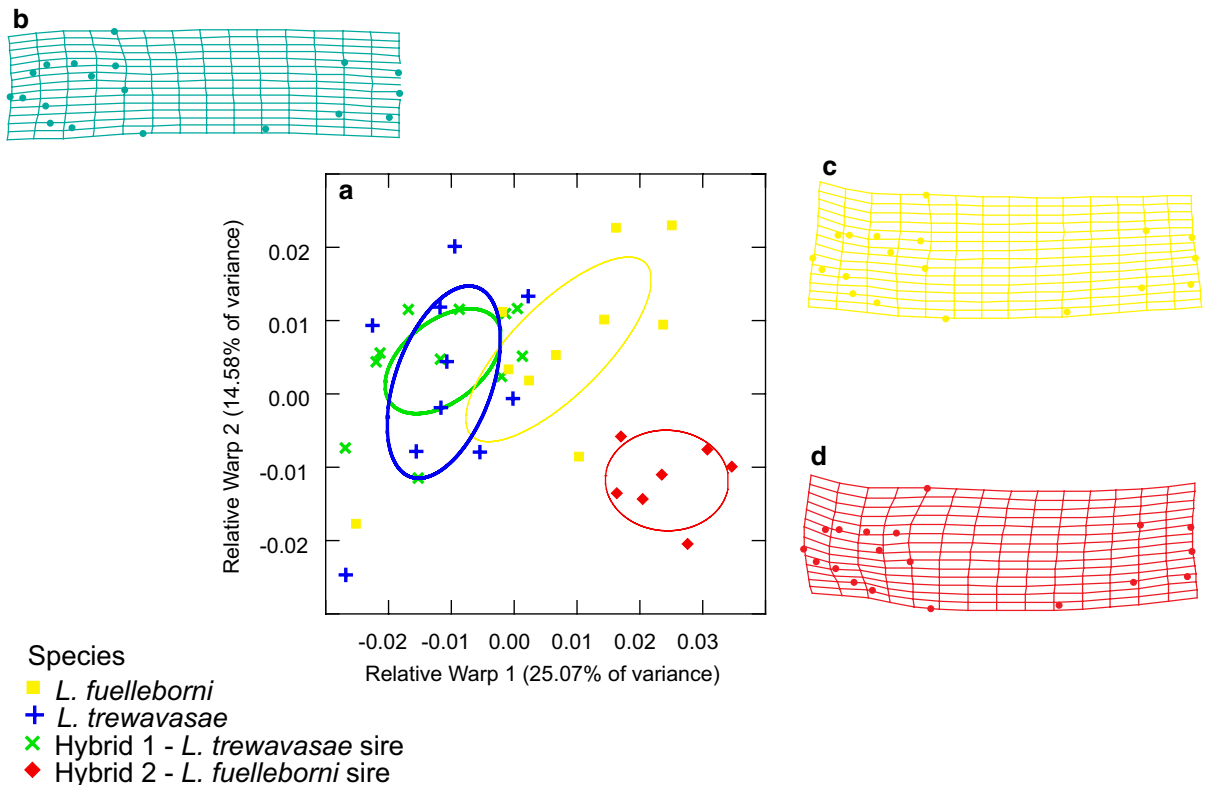 b
a
c
d
Relative Warp 2 (14.58% of variance)
0.02
0.01
0.00
-0.01
-0.02
-0.02 -0.01 0.00 0.01 0.02 0.03
Relative Warp 1 (25.07% of variance)
Species
L. fuelleborni
L. trewavasae
Hybrid 1 - L. trewavasae sire
Hybrid 2 - L. fuelleborni sire